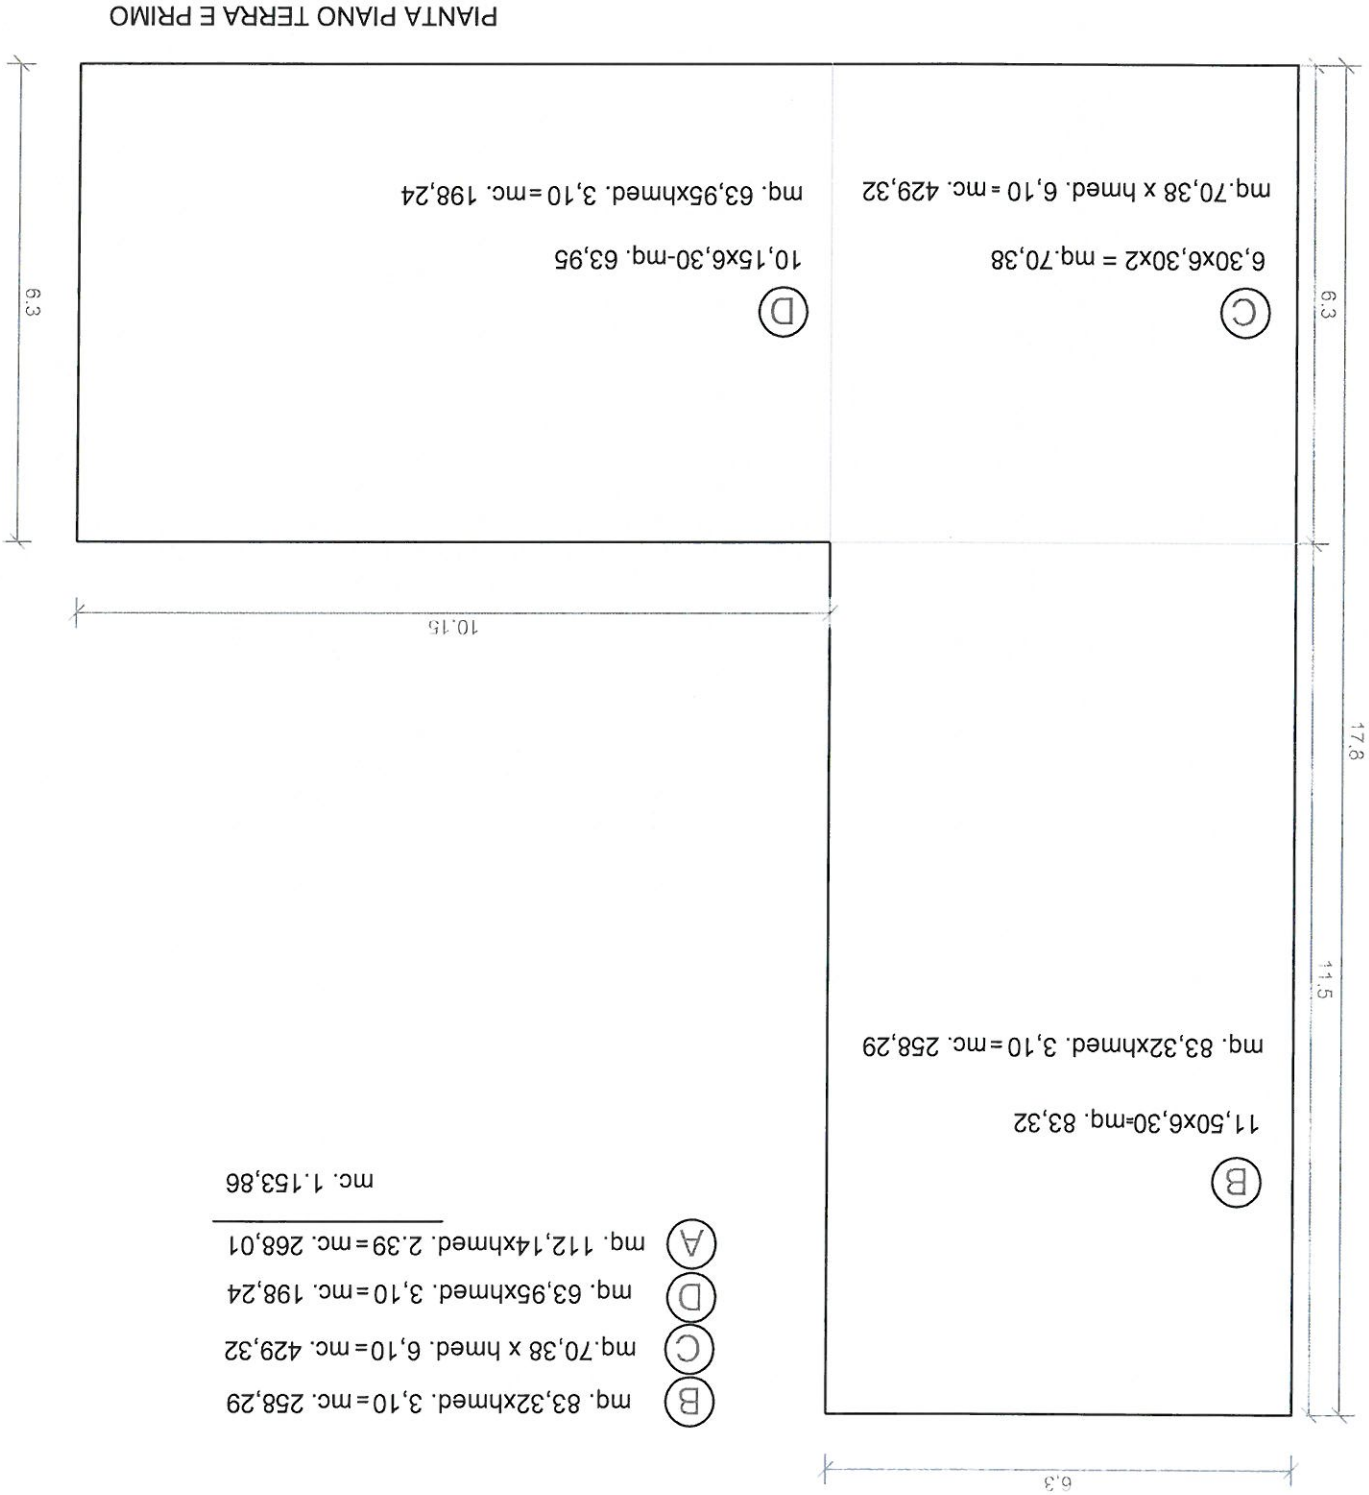 6.3
B mq. 83,32xhmed. 3,10=mc. 258,29
C mq.70,38 x hmed. 6,10=mc. 429,32
D mq. 63,95xhmed. 3,10=mc. 198,24
A mq. 112,14xhmed. 2.39=mc. 268,01
mc. 1.153,86
B
11,50x6,30=mq. 83,32
mq. 83,32xhmed. 3,10=mc. 258,29
11.5
17.8
10.15
C
6,30x6,30x2 = mq.70,38
mq.70,38 x hmed. 6,10=mc. 429,32
D
10,15x6,30-mq. 63,95
mq. 63,95xhmed. 3,10=mc. 198,24
6.3
6.3
PIANTA PIANO TERRA E PRIMO